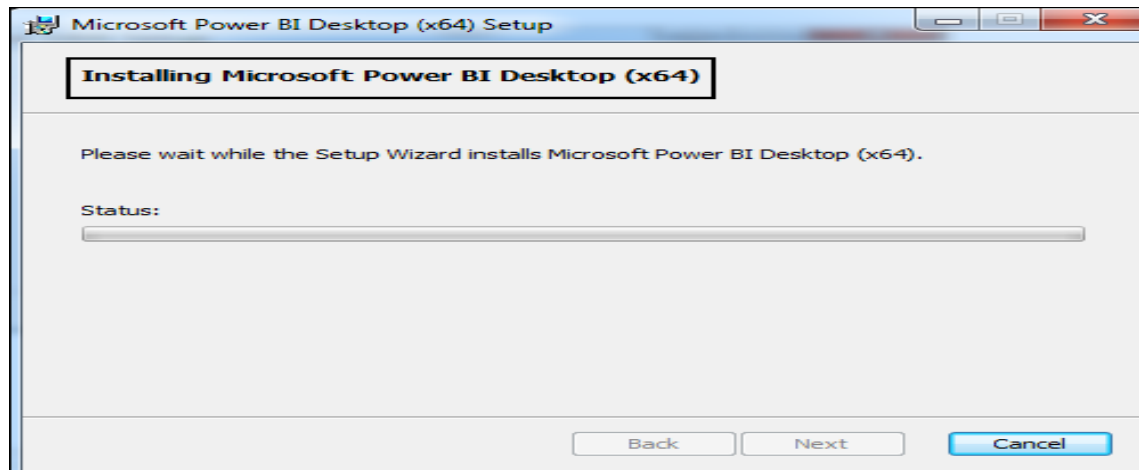 Microsoft Power BI Desktop (x64) Setup
Installing Microsoft Power BI Desktop (x64)
Please wait while the Setup Wizard installs Microsoft Power BI Desktop (x64).
Status:
Back Next Cancel